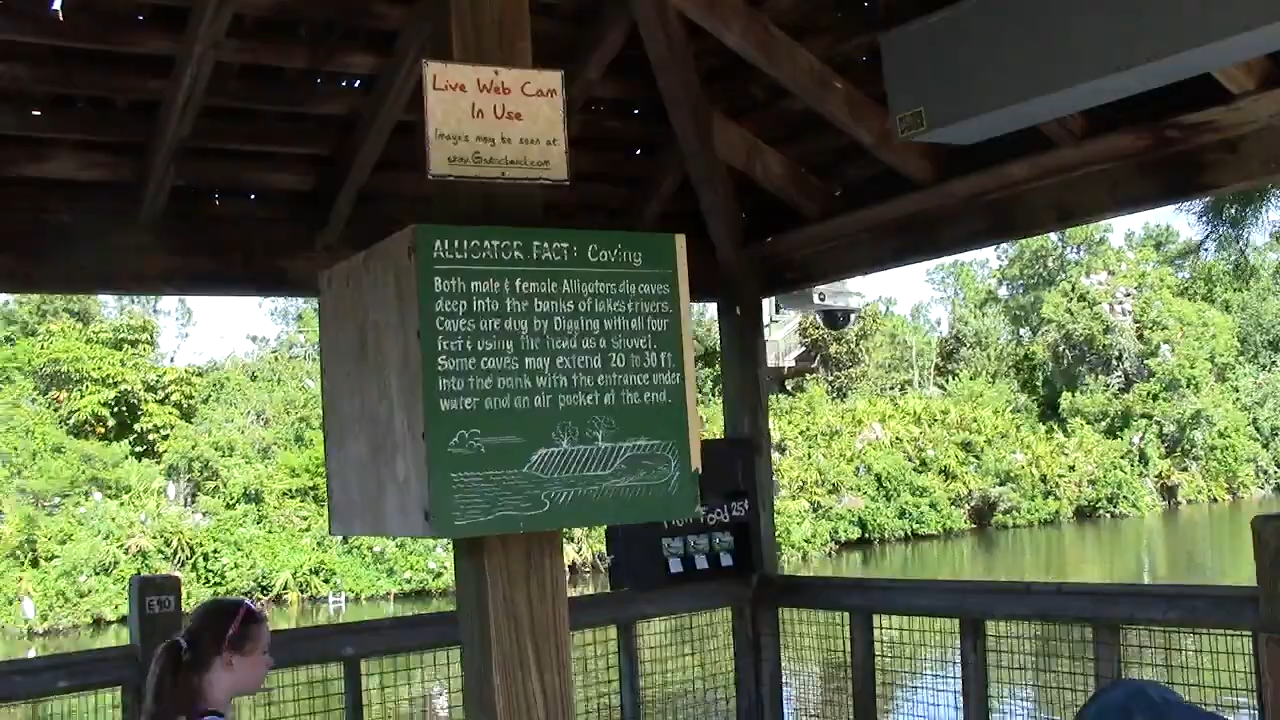 Live Web Cam
In Use
Images may be seen at:
ALLIGATOR FACT: Caving
Both male & female Alligators dig caves
deep into the banks of lakes & rivers.
Caves are dug by Digging with all four
feet & using the head as a shovel.
Some caves may extend 20 to 30 ft.
into the bank with the entrance under
water and an air pocket at the end.
Food 25¢
E10